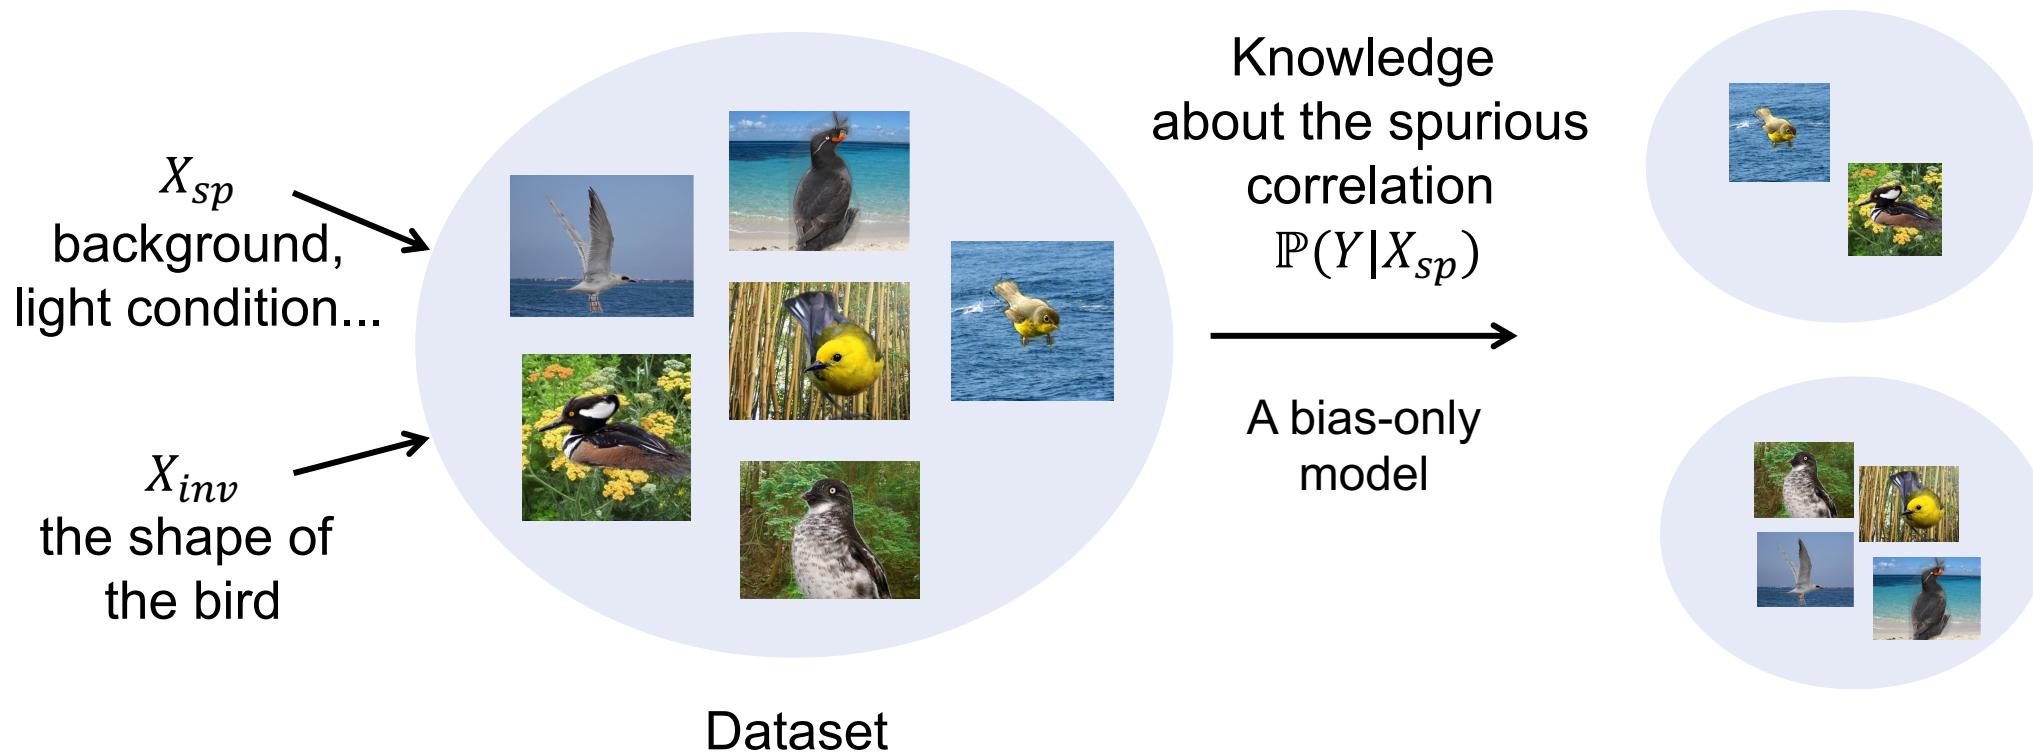 X_sp
background,
light condition...
X_inv
the shape of
the bird
Dataset
Knowledge
about the spurious
correlation
ℙ(Y|X_sp)
A bias-only
model